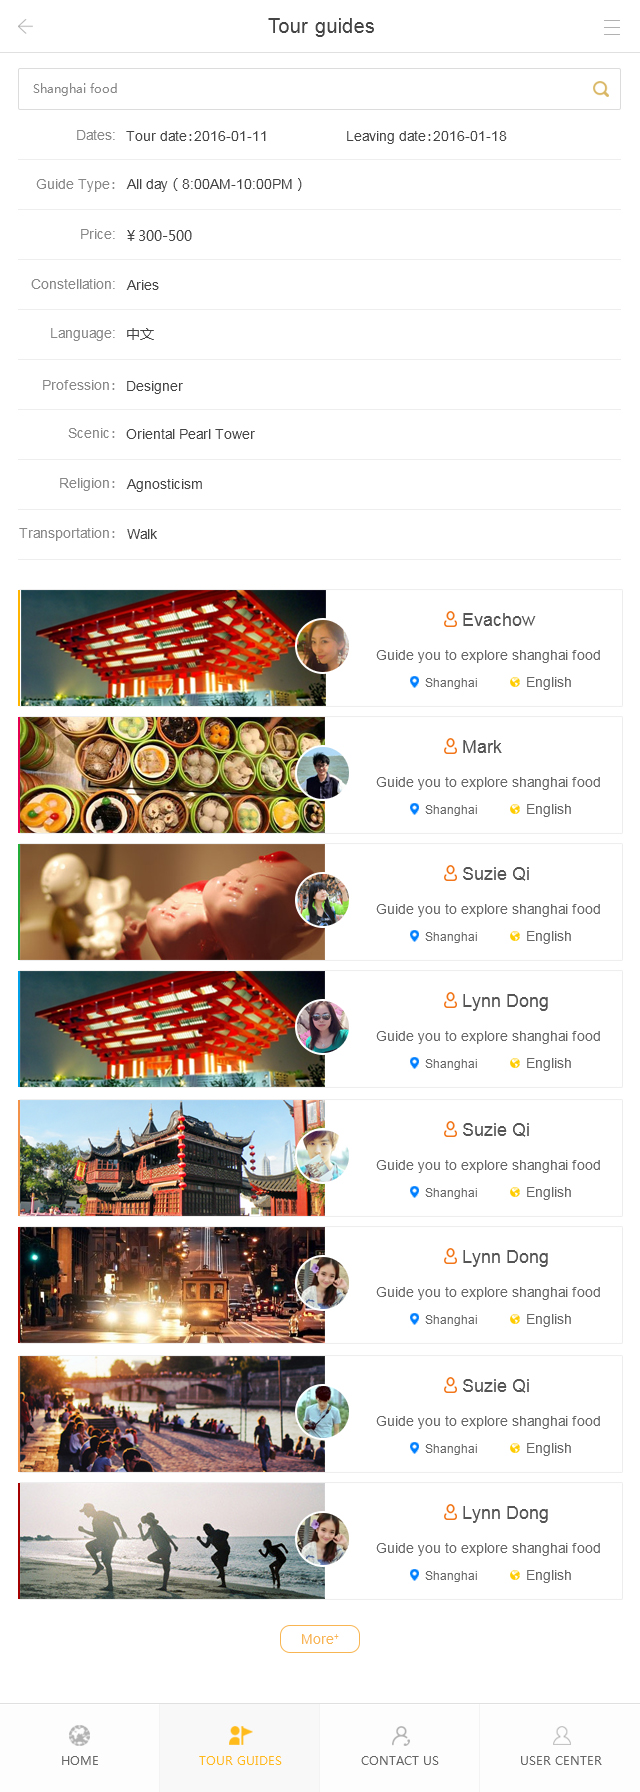 Tour guides
Shanghai food
Dates: Tour date:2016-01-11 Leaving date:2016-01-18
Guide Type: All day ( 8:00AM-10:00PM )
Price: ¥ 300-500
Constellation: Aries
Language: 中文
Profession: Designer
Scenic: Oriental Pearl Tower
Religion: Agnosticism
Transportation: Walk
Evachow
Guide you to explore shanghai food
Shanghai English
Mark
Guide you to explore shanghai food
Shanghai English
Suzie Qi
Guide you to explore shanghai food
Shanghai English
Lynn Dong
Guide you to explore shanghai food
Shanghai English
Suzie Qi
Guide you to explore shanghai food
Shanghai English
Lynn Dong
Guide you to explore shanghai food
Shanghai English
Suzie Qi
Guide you to explore shanghai food
Shanghai English
Lynn Dong
Guide you to explore shanghai food
Shanghai English
More+
HOME TOUR GUIDES CONTACT US USER CENTER